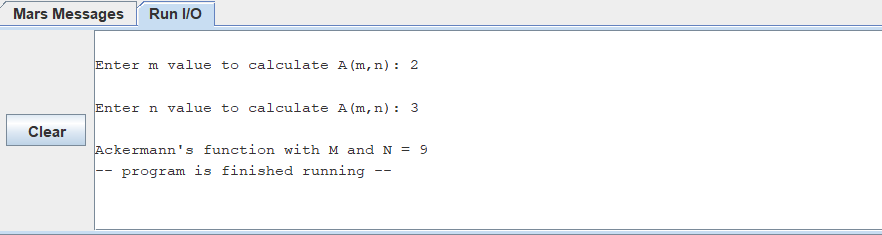 Mars Messages Run I/O
Enter m value to calculate A(m,n): 2
Enter n value to calculate A(m,n): 3
Clear
Ackermann's function with M and N = 9
-- program is finished running --